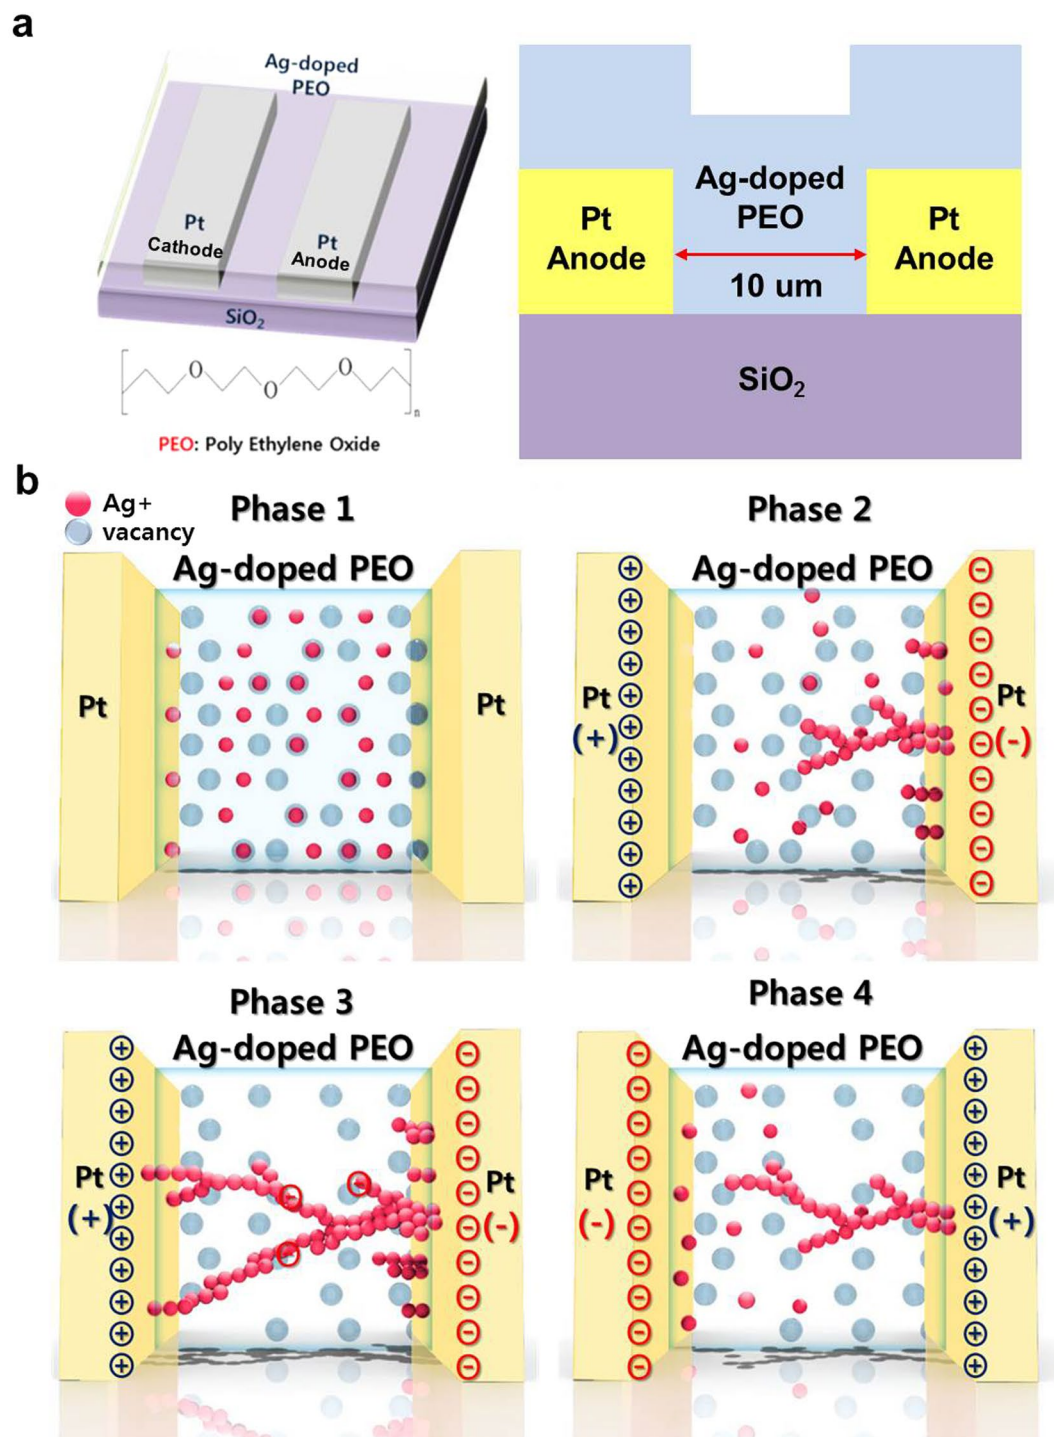 a
Ag-doped
PEO
Pt
Cathode
Pt
Anode
SiO2
O
O
O
n
PEO: Poly Ethylene Oxide
Ag-doped
PEO
Pt
Anode
Pt
Anode
10 um
SiO2
b
Ag+
vacancy
Phase 1
Ag-doped PEO
Pt
Pt
Phase 2
Ag-doped PEO
Pt
(+)
Pt
(-)
Phase 3
Ag-doped PEO
Pt
(+)
Pt
(-)
Phase 4
Ag-doped PEO
Pt
(-)
Pt
(+)